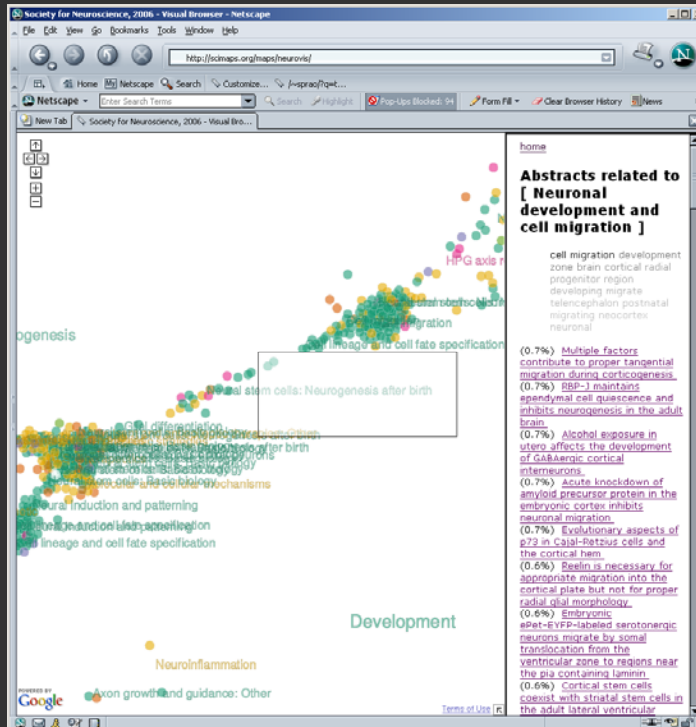 Society for Neuroscience, 2006 - Visual Browser - Netscape
File Edit View Go Bookmarks Tools Window Help
http://scimaps.org/maps/neurovis/
Home Netscape Search Customize... /~sprao/?q=t...
Netscape Enter Search Terms Search Highlight Pop-Ups Blocked: 94 Form Fill Clear Browser History News
New Tab Society for Neuroscience, 2006 - Visual Bro...
HPG axis
migration
lineage and cell fate specification
ogenesis
Neural stem cells: Neurogenesis after birth
Glial differentiation
after birth
stem cells: Basic biology
and cellular mechanisms
Neural induction and patterning
lineage and cell fate specification
Development
Neuroinflammation
Axon growth and guidance: Other
POWERED BY
Google
Terms of Use
home
Abstracts related to
[ Neuronal
development and
cell migration ]
cell migration development
zone brain cortical radial
progenitor region
developing migrate
telencephalon postnatal
migrating neocortex
neuronal
(0.7%) Multiple factors
contribute to proper tangential
migration during corticogenesis
(0.7%) RBP-J maintains
ependymal cell quiescence and
inhibits neurogenesis in the adult
brain
(0.7%) Alcohol exposure in
utero affects the development
of GABAergic cortical
interneurons
(0.7%) Acute knockdown of
amyloid precursor protein in the
embryonic cortex inhibits
neuronal migration
(0.7%) Evolutionary aspects of
p73 in Cajal-Retzius cells and
the cortical hem
(0.6%) Reelin is necessary for
appropriate migration into the
cortical plate but not for proper
radial glial morphology
(0.6%) Embryonic
ePet-EYFP-labeled serotonergic
neurons migrate by somal
translocation from the
ventricular zone to regions near
the pia containing laminin
(0.6%) Cortical stem cells
coexist with striatal stem cells in
the adult lateral ventricular